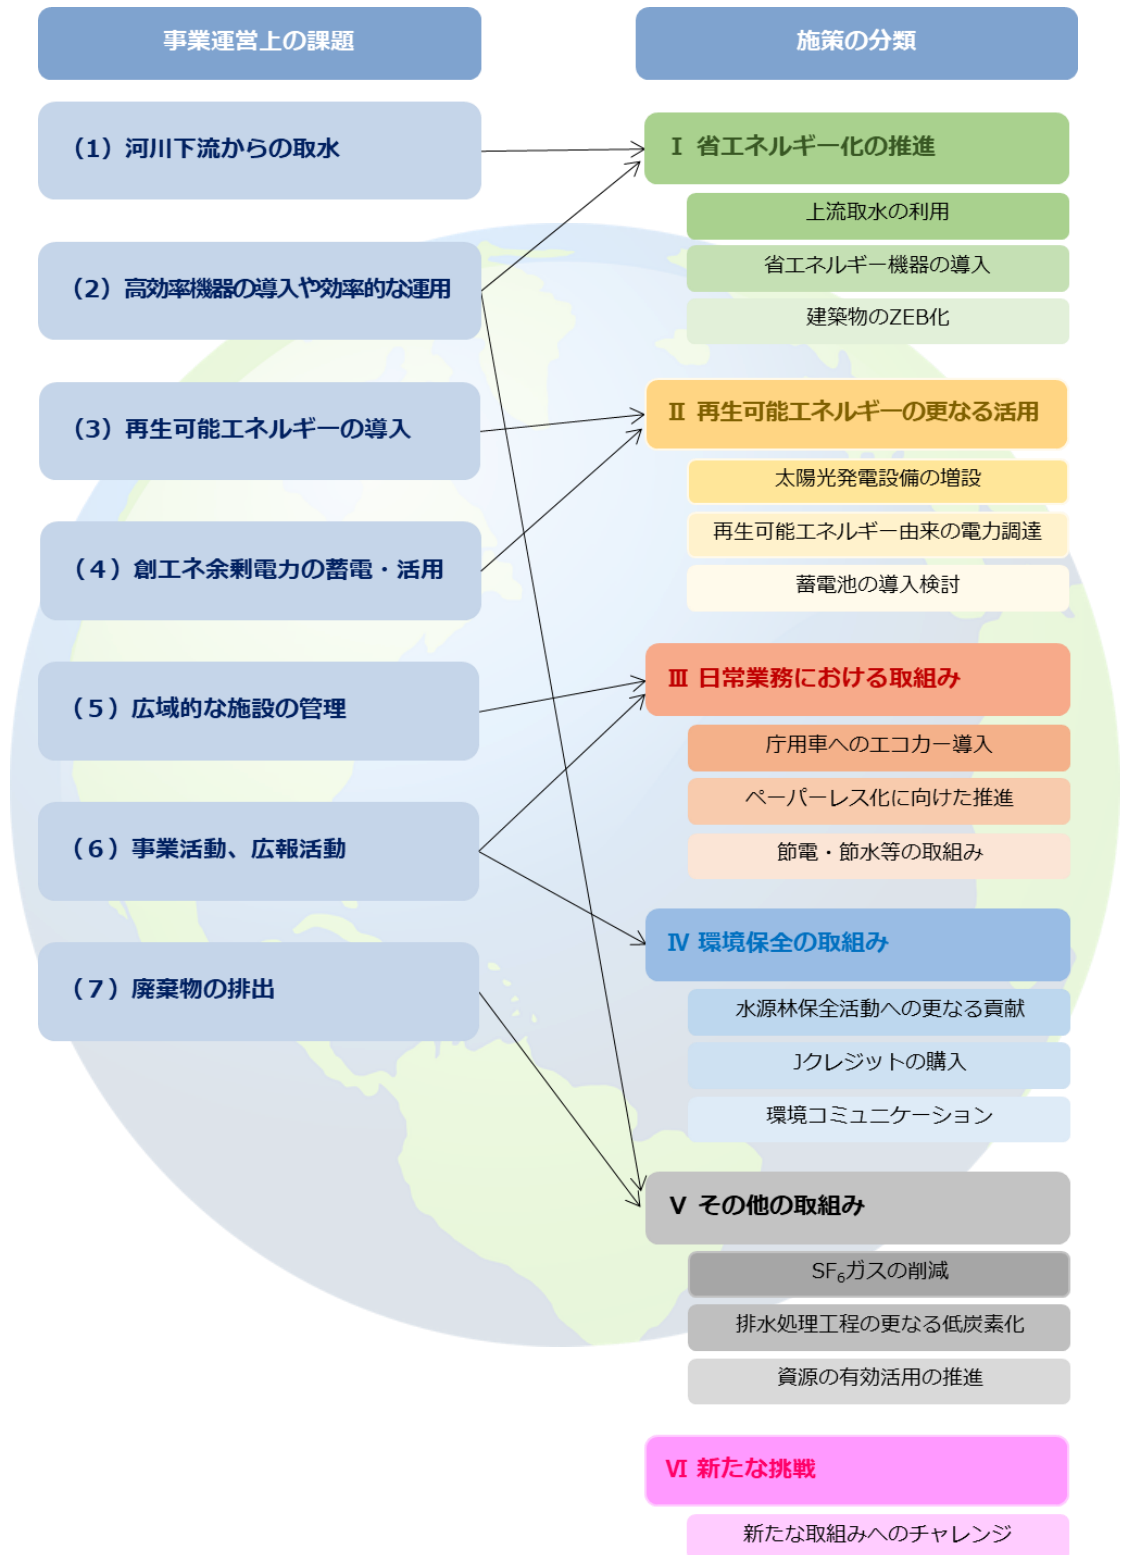 事業運営上の課題
（1）河川下流からの取水
（2）高効率機器の導入や効率的な運用
（3）再生可能エネルギーの導入
（４）創エネ余剰電力の蓄電・活用
（５）広域的な施設の管理
（６）事業活動、広報活動
（７）廃棄物の排出
施策の分類
Ⅰ 省エネルギー化の推進
上流取水の利用
省エネルギー機器の導入
建築物のZEB化
Ⅱ 再生可能エネルギーの更なる活用
太陽光発電設備の増設
再生可能エネルギー由来の電力調達
蓄電池の導入検討
Ⅲ 日常業務における取組み
庁用車へのエコカー導入
ペーパーレス化に向けた推進
節電・節水等の取組み
Ⅳ 環境保全の取組み
水源林保全活動への更なる貢献
Jクレジットの購入
環境コミュニケーション
Ⅴ その他の取組み
SF₆ガスの削減
排水処理工程の更なる低炭素化
資源の有効活用の推進
Ⅵ 新たな挑戦
新たな取組みへのチャレンジ